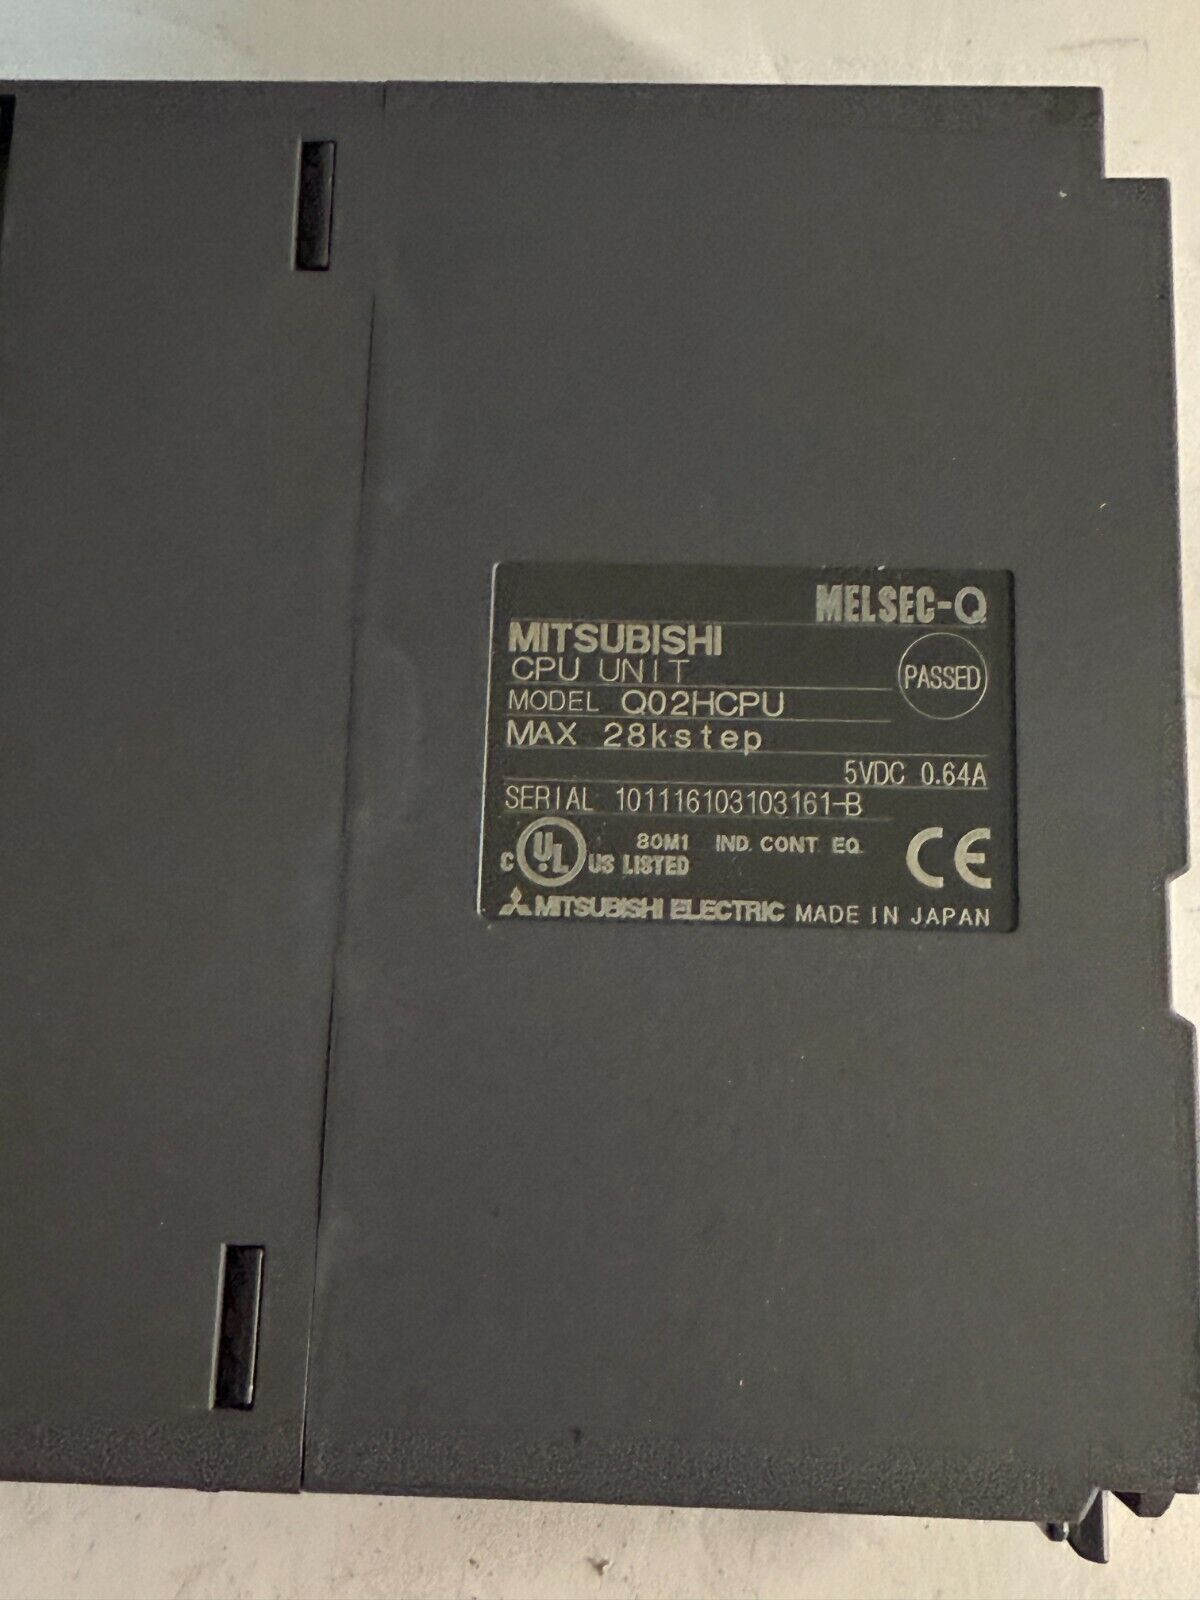 MELSEC-Q
MITSUBISHI
CPU UNIT
PASSED
MODEL Q02HCPU
MAX 28kstep
5VDC 0.64A
SERIAL 101116103103161-B
C UL US LISTED
80M1 IND. CONT. EQ.
CE
MITSUBISHI ELECTRIC MADE IN JAPAN